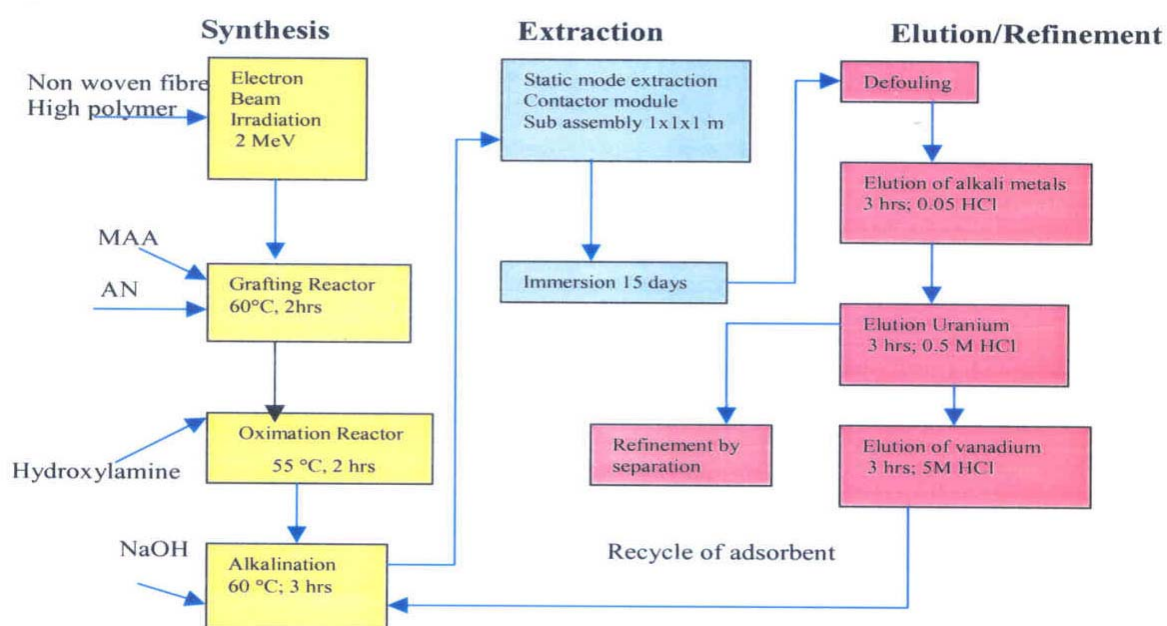 Synthesis
Extraction
Elution/Refinement
Non woven fibre
High polymer
Electron
Beam
Irradiation
2 MeV
MAA
AN
Grafting Reactor
60°C, 2hrs
Hydroxylamine
Oximation Reactor
55 °C, 2 hrs
NaOH
Alkalination
60 °C; 3 hrs
Static mode extraction
Contactor module
Sub assembly 1x1x1 m
Immersion 15 days
Defouling
Elution of alkali metals
3 hrs; 0.05 HCl
Elution Uranium
3 hrs; 0.5 M HCl
Refinement by
separation
Elution of vanadium
3 hrs; 5M HCl
Recycle of adsorbent